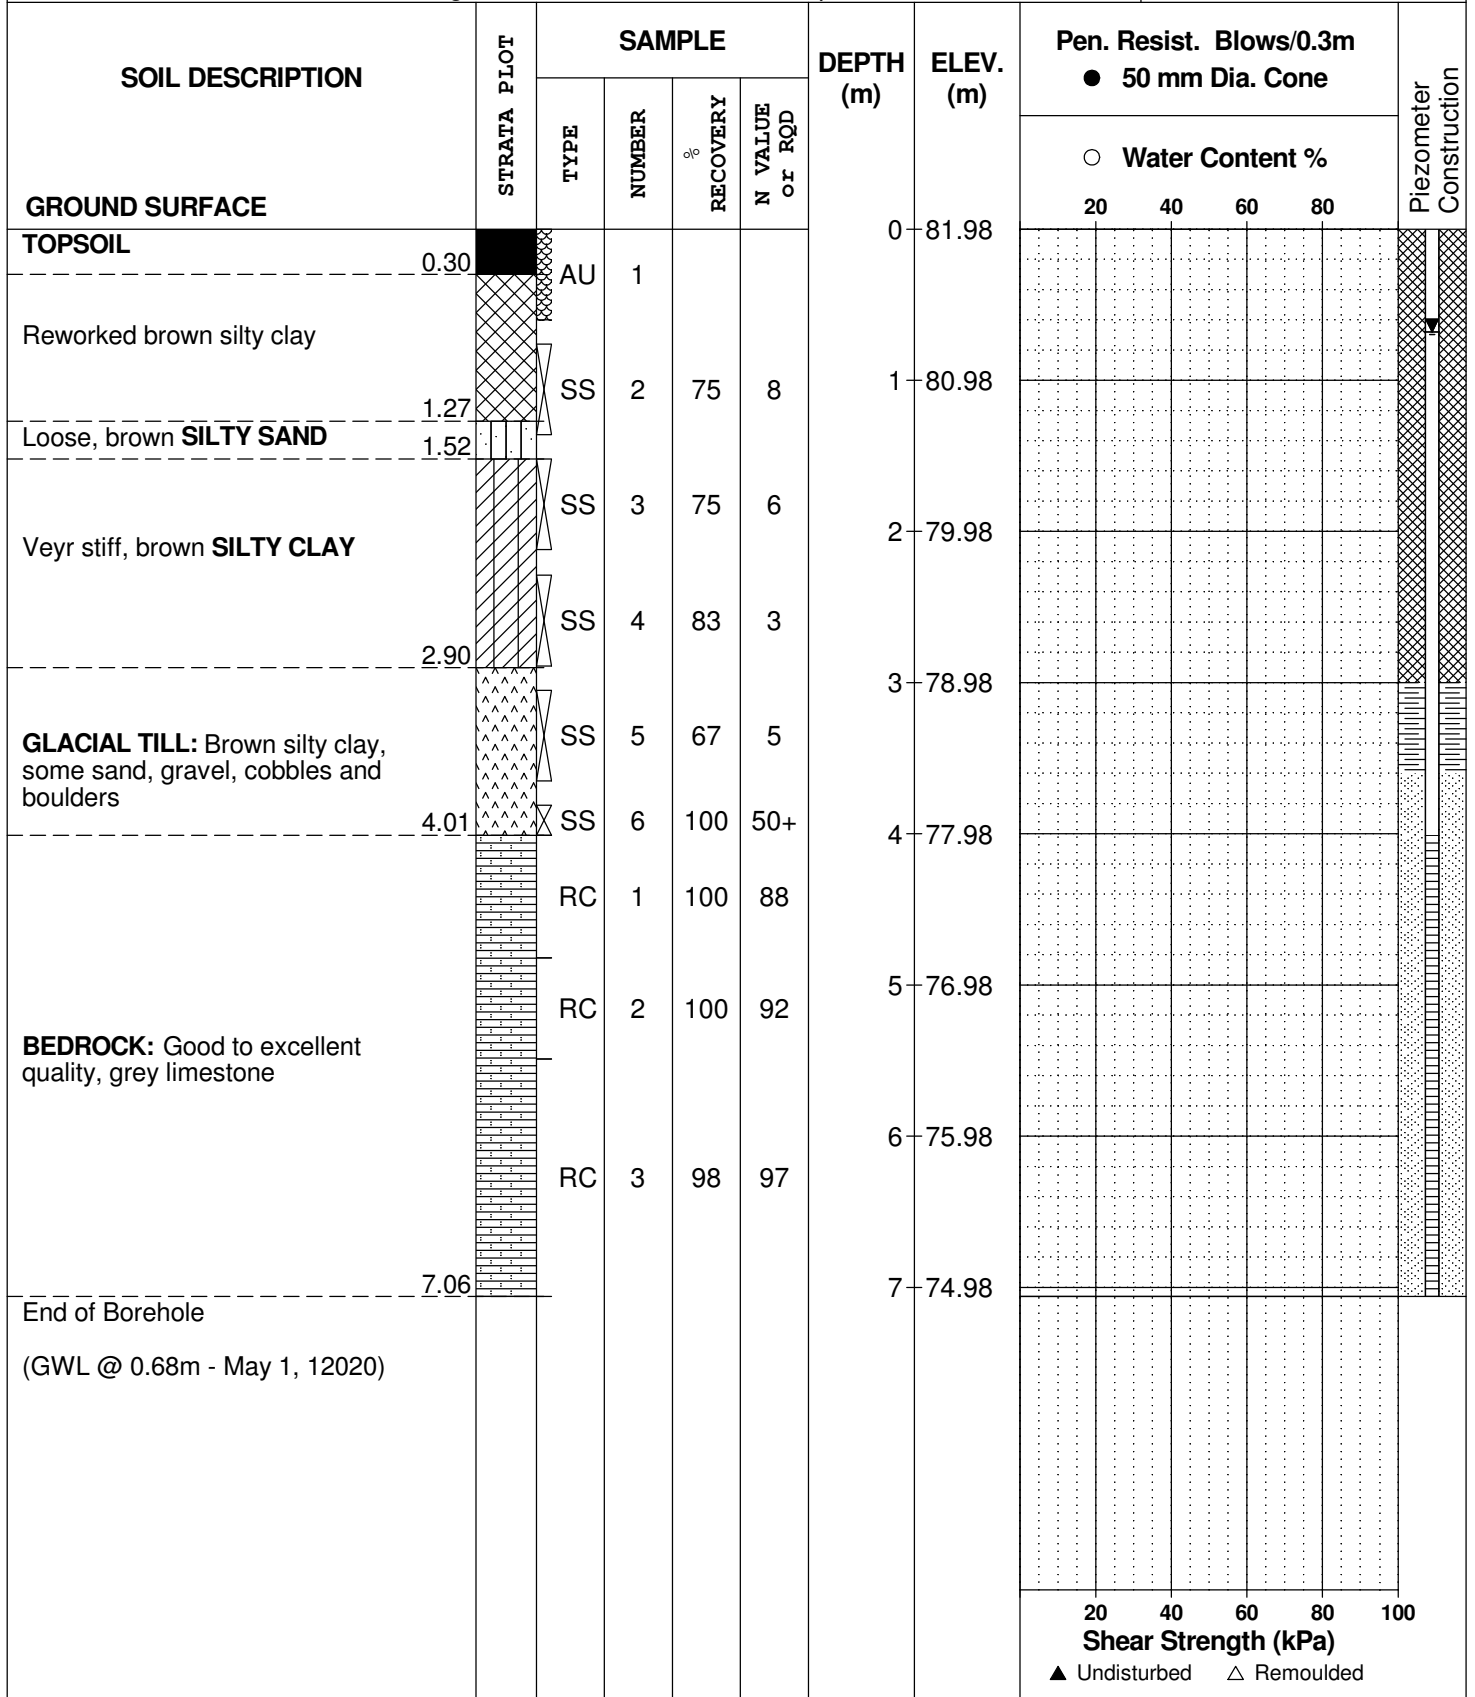 SOIL DESCRIPTION
GROUND SURFACE
STRATA PLOT
SAMPLE
TYPE
NUMBER
%
RECOVERY
N VALUE
or RQD
DEPTH
(m)
ELEV.
(m)
Pen. Resist. Blows/0.3m
● 50 mm Dia. Cone
○ Water Content %
20 40 60 80
Piezometer
Construction
0 81.98
TOPSOIL
0.30
AU 1
Reworked brown silty clay
1 80.98
SS 2 75 8
1.27
Loose, brown SILTY SAND
1.52
SS 3 75 6
2 79.98
Veyr stiff, brown SILTY CLAY
SS 4 83 3
2.90
3 78.98
SS 5 67 5
GLACIAL TILL: Brown silty clay,
some sand, gravel, cobbles and
boulders
4.01
SS 6 100 50+
4 77.98
RC 1 100 88
5 76.98
RC 2 100 92
BEDROCK: Good to excellent
quality, grey limestone
6 75.98
RC 3 98 97
7.06
7 74.98
End of Borehole
(GWL @ 0.68m - May 1, 12020)
20 40 60 80 100
Shear Strength (kPa)
▲ Undisturbed △ Remoulded